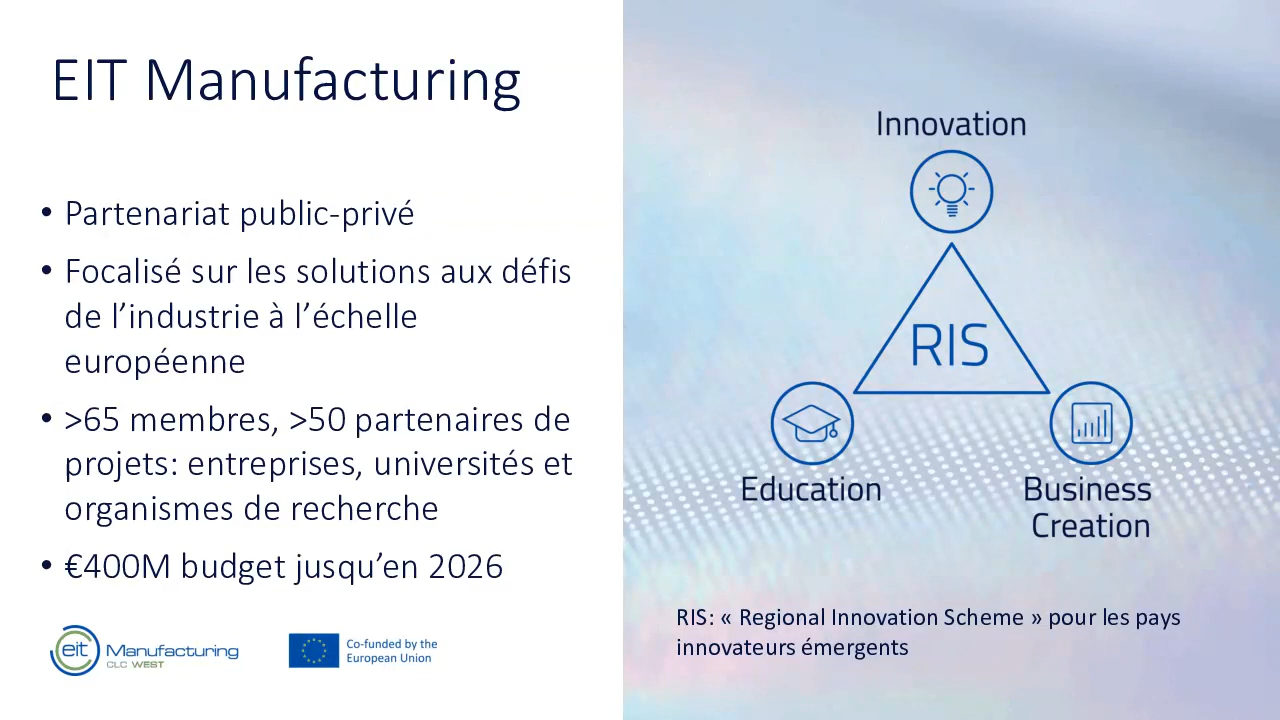 EIT Manufacturing
• Partenariat public-privé
• Focalisé sur les solutions aux défis
de l’industrie à l’échelle
européenne
• >65 membres, >50 partenaires de
projets: entreprises, universités et
organismes de recherche
• €400M budget jusqu’en 2026
eit Manufacturing
CLC WEST
Co-funded by the
European Union
Innovation
RIS
Education
Business
Creation
RIS: « Regional Innovation Scheme » pour les pays
innovateurs émergents